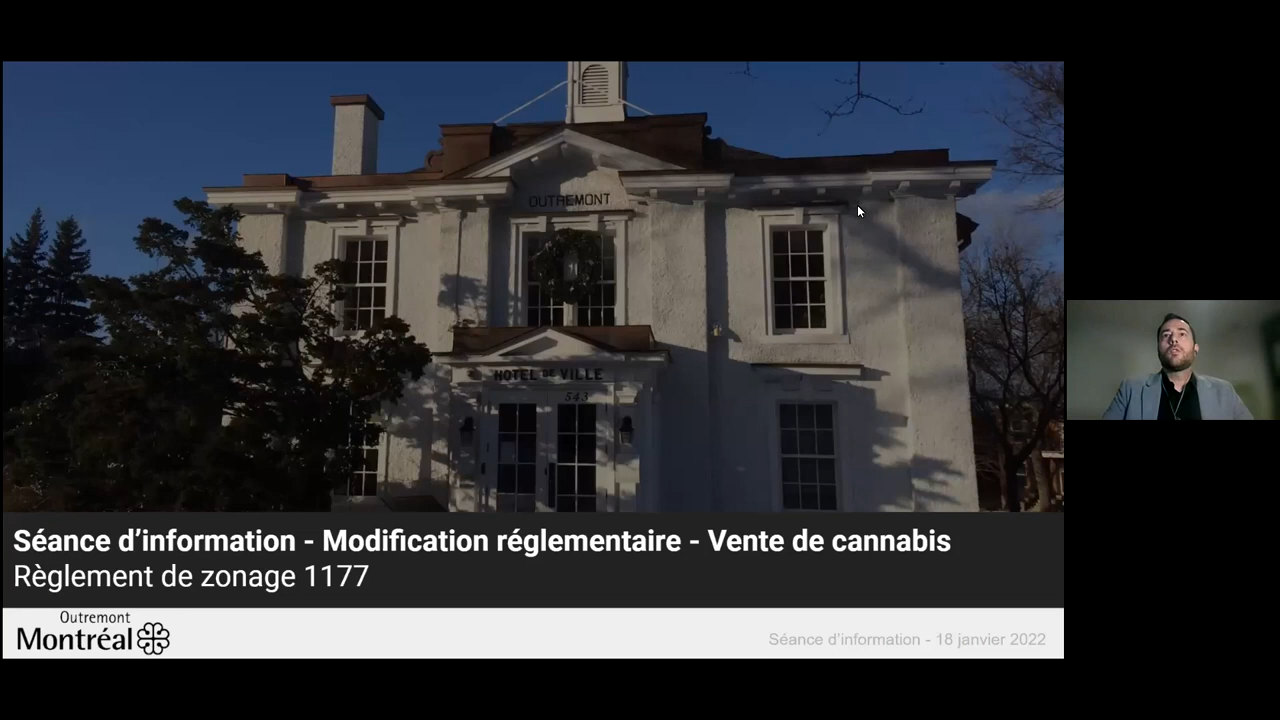 OUTREMONT
HOTEL DE VILLE
543
Séance d'information - Modification réglementaire - Vente de cannabis
Règlement de zonage 1177
Outremont
Montréal
Séance d'information - 18 janvier 2022